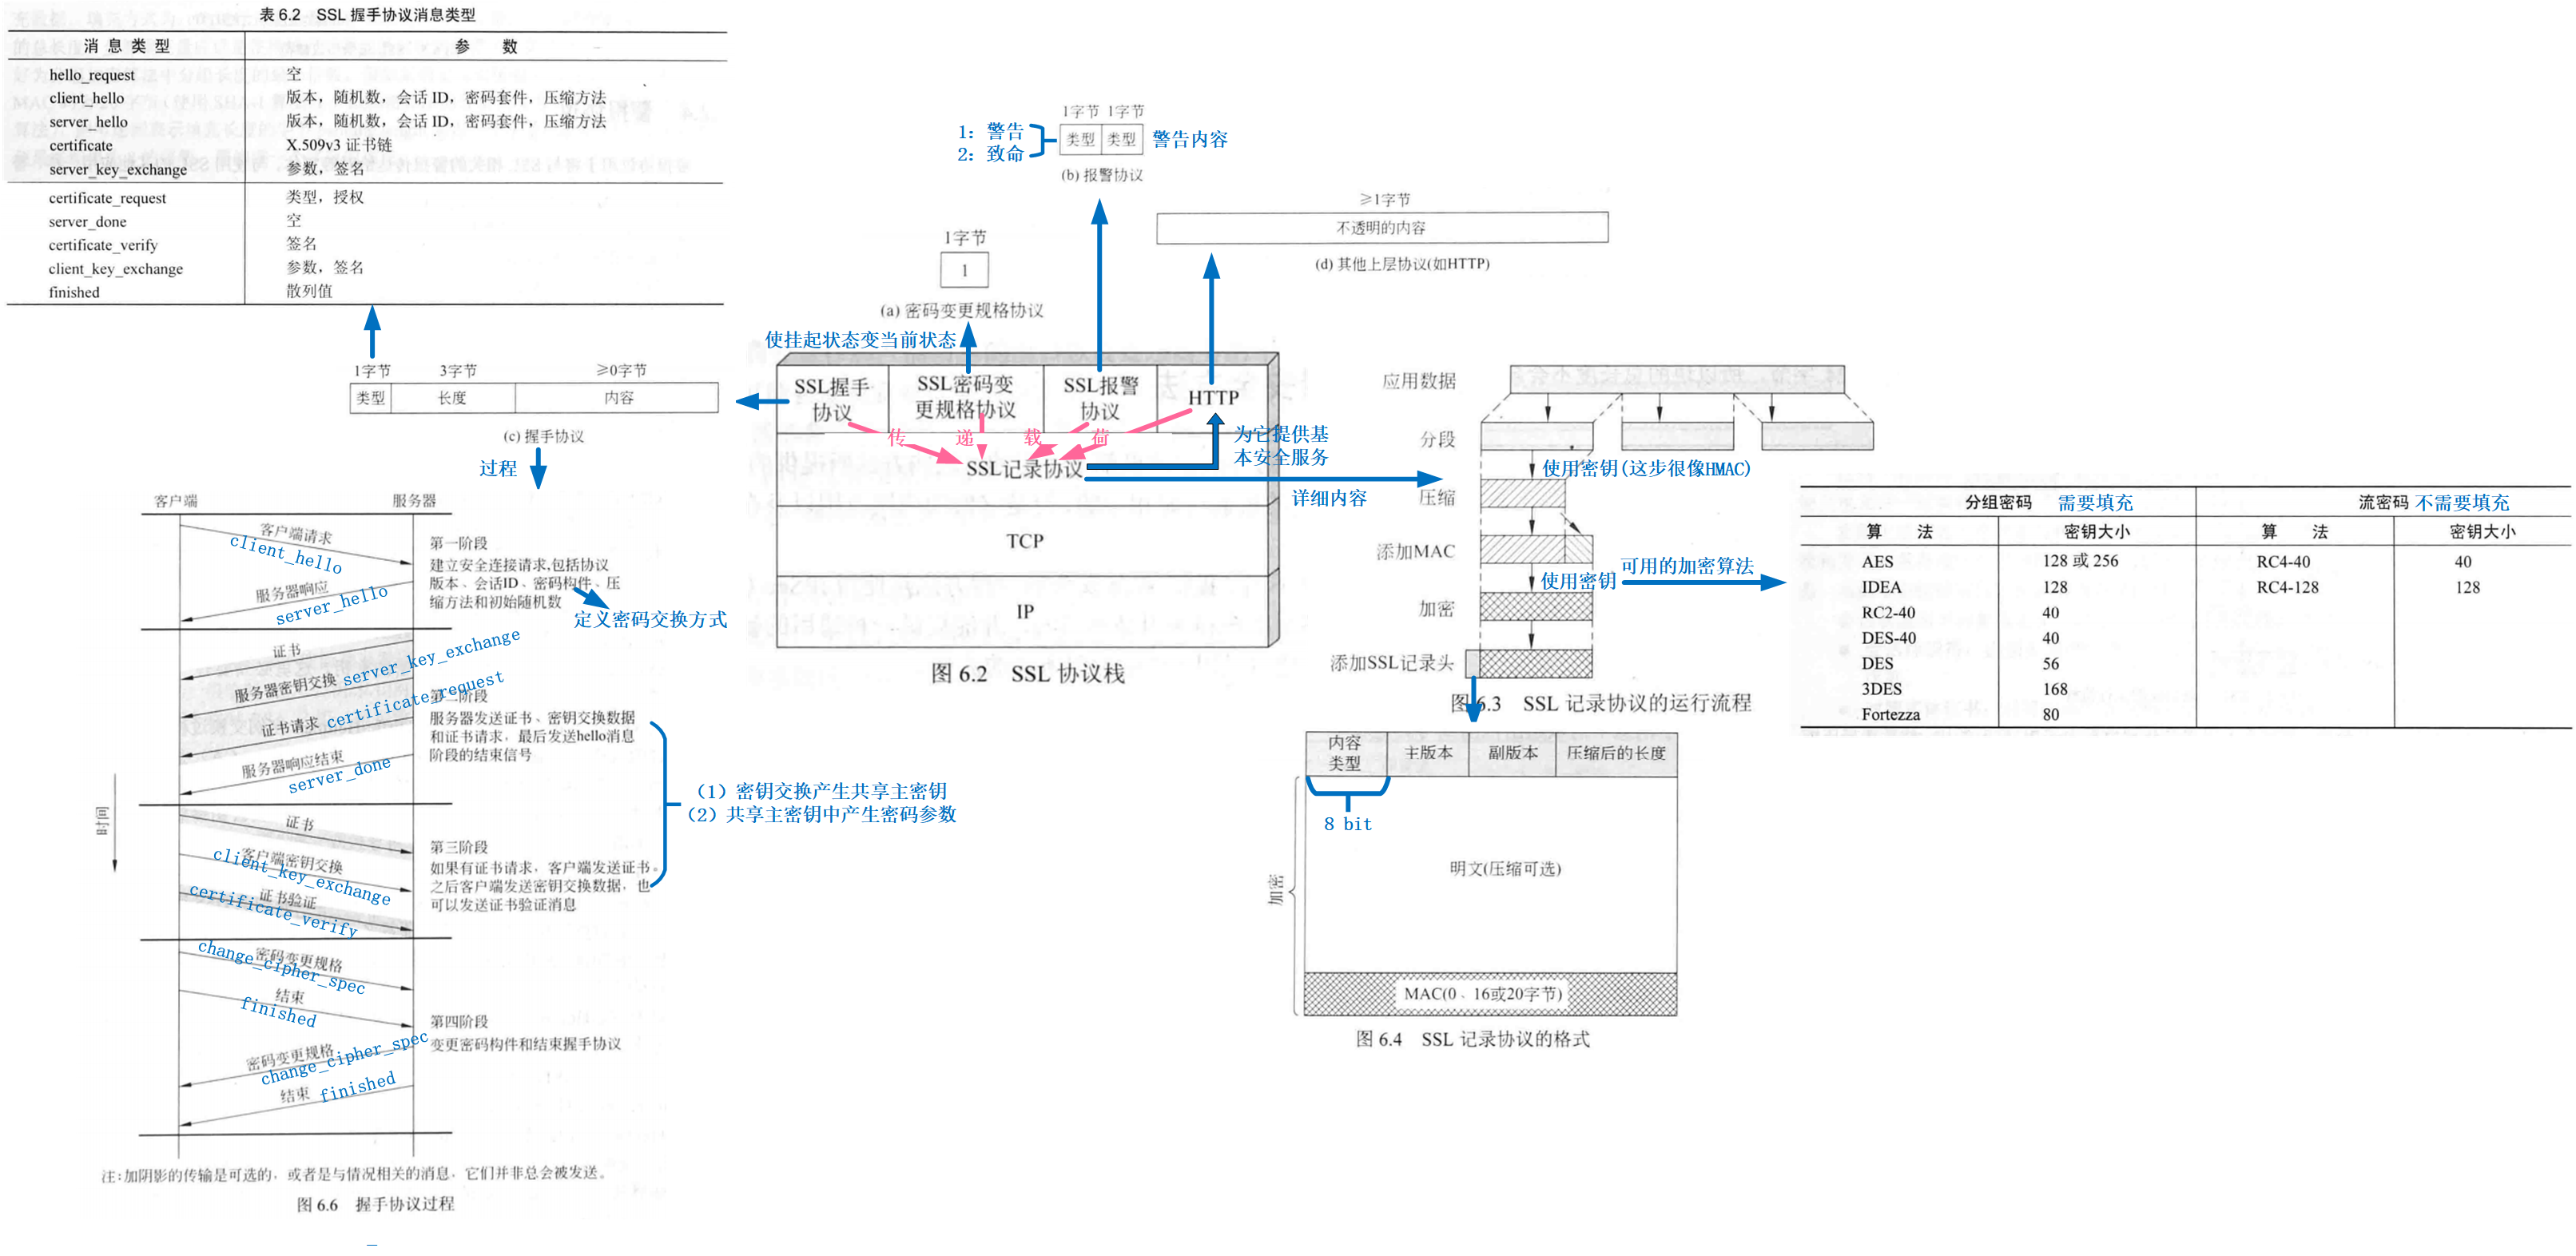 表 6.2 SSL 握手协议消息类型
消 息 类 型 参 数
hello_request 空
client_hello 版本，随机数，会话 ID，密码套件，压缩方法
server_hello 版本，随机数，会话 ID，密码套件，压缩方法
certificate X.509v3 证书链
server_key_exchange 参数，签名
certificate_request 类型，授权
server_done 空
certificate_verify 签名
client_key_exchange 参数，签名
finished 散列值
1字节 3字节 ≥0字节
类型 长度 内容
(c) 握手协议
过程
客户端 服务器
客户端请求
client_hello
服务器响应
server_hello
第一阶段
建立安全连接请求,包括协议
版本、会话ID、密码构件、压
缩方法和初始随机数
定义密码交换方式
证书
服务器密钥交换 server_key_exchange
证书请求 certificate_request
服务器响应结束
server_done
第二阶段
服务器发送证书、密钥交换数据
和证书请求，最后发送hello消息
阶段的结束信号
（1）密钥交换产生共享主密钥
（2）共享主密钥中产生密码参数
时间
证书
客户端密钥交换
client_key_exchange
证书验证
certificate_verify
第三阶段
如果有证书请求，客户端发送证书。
之后客户端发送密钥交换数据，也
可以发送证书验证消息
密码变更规格
change_cipher_spec
结束
finished
密码变更规格
change_cipher_spec
结束 finished
第四阶段
变更密码构件和结束握手协议
注:加阴影的传输是可选的，或者是与情况相关的消息，它们并非总会被发送。
图 6.6 握手协议过程
1字节 1字节
1：警告
2：致命
类型 类型
警告内容
(b) 报警协议
1字节
1
(a) 密码变更规格协议
使挂起状态变当前状态
≥1字节
不透明的内容
(d) 其他上层协议(如HTTP)
SSL握手
协议
SSL密码变
更规格协议
SSL报警
协议
HTTP
传 递 载 荷
SSL记录协议
为它提供基
本安全服务
详细内容
TCP
IP
图 6.2 SSL 协议栈
应用数据
分段
使用密钥(这步很像HMAC)
压缩
添加MAC
使用密钥
可用的加密算法
加密
添加SSL记录头
图 6.3 SSL 记录协议的运行流程
分组密码 需要填充 流密码 不需要填充
算 法 密钥大小 算 法 密钥大小
AES 128 或 256 RC4-40 40
IDEA 128 RC4-128 128
RC2-40 40
DES-40 40
DES 56
3DES 168
Fortezza 80
内容
类型
主版本 副版本 压缩后的长度
8 bit
加密
明文(压缩可选)
MAC(0、16或20字节)
图 6.4 SSL 记录协议的格式